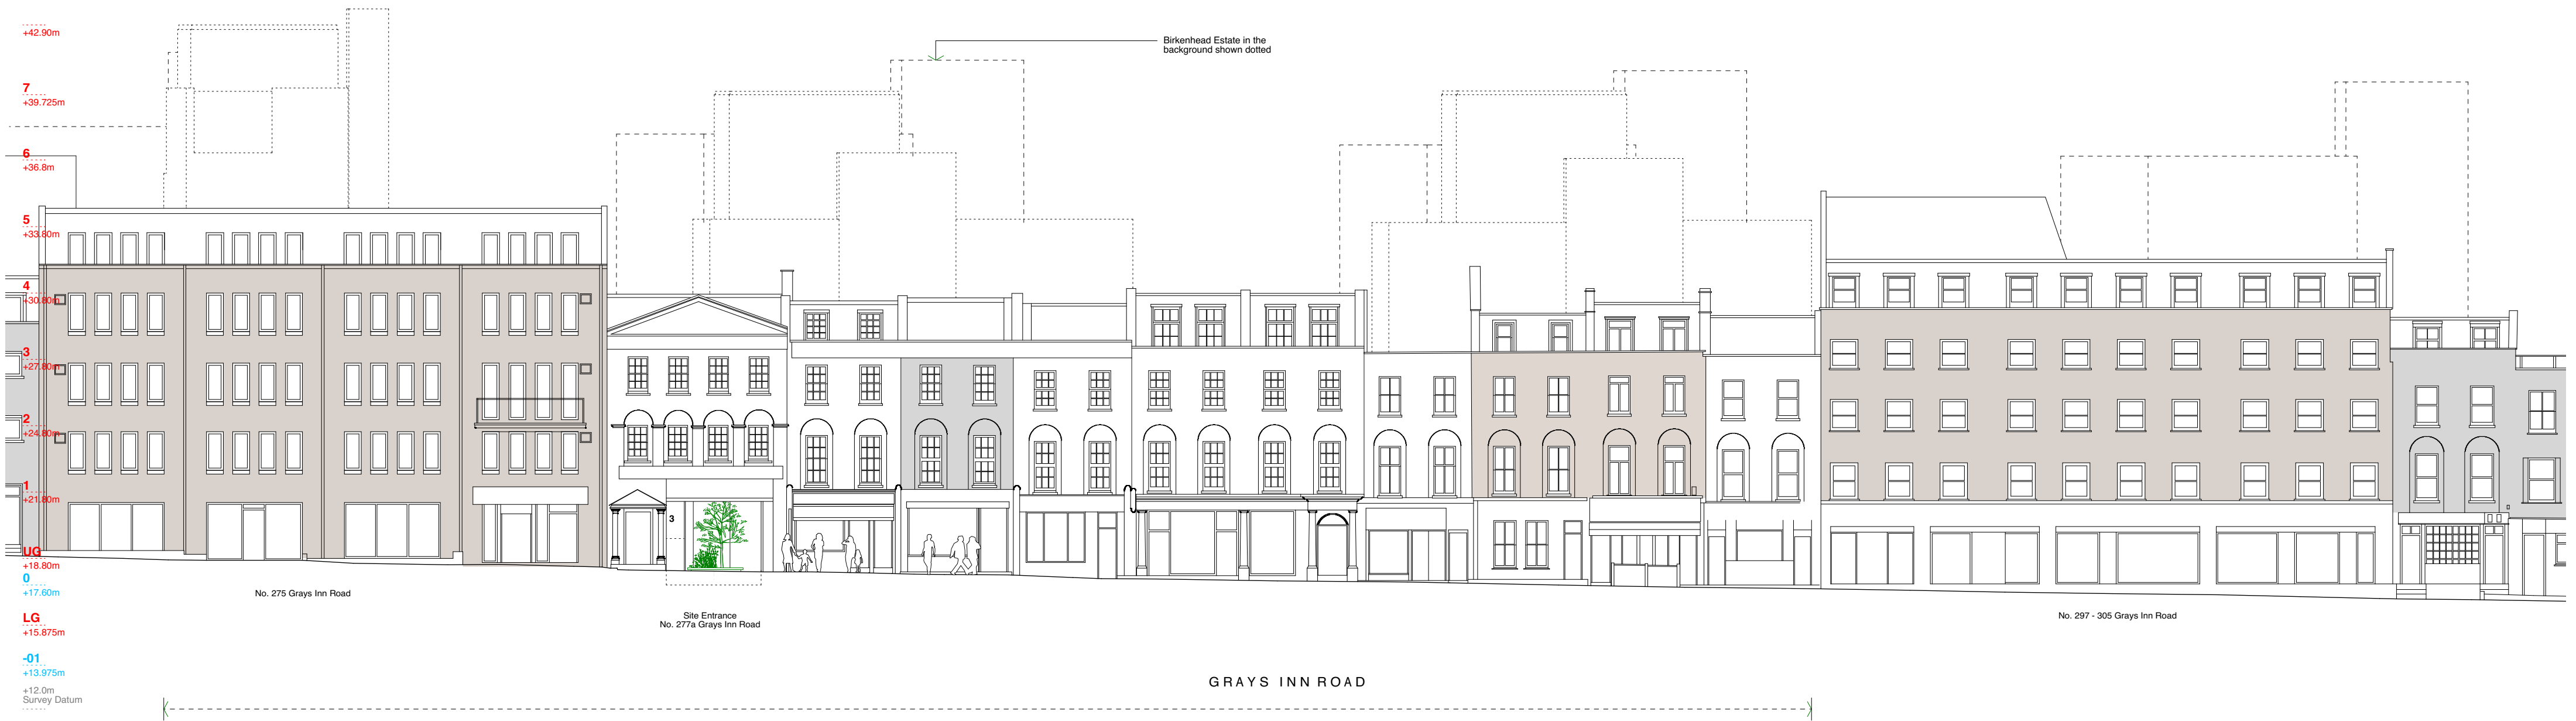 +42.90m
7
+39.725m
6
+36.8m
5
+33.80m
4
+30.80m
3
+27.80m
2
+24.80m
1
+21.80m
UG
+18.80m
0
+17.60m
LG
+15.875m
-01
+13.975m
+12.0m
Survey Datum
Birkenhead Estate in the
background shown dotted
3
No. 275 Grays Inn Road
Site Entrance
No. 277a Grays Inn Road
No. 297 - 305 Grays Inn Road
GRAYS INN ROAD